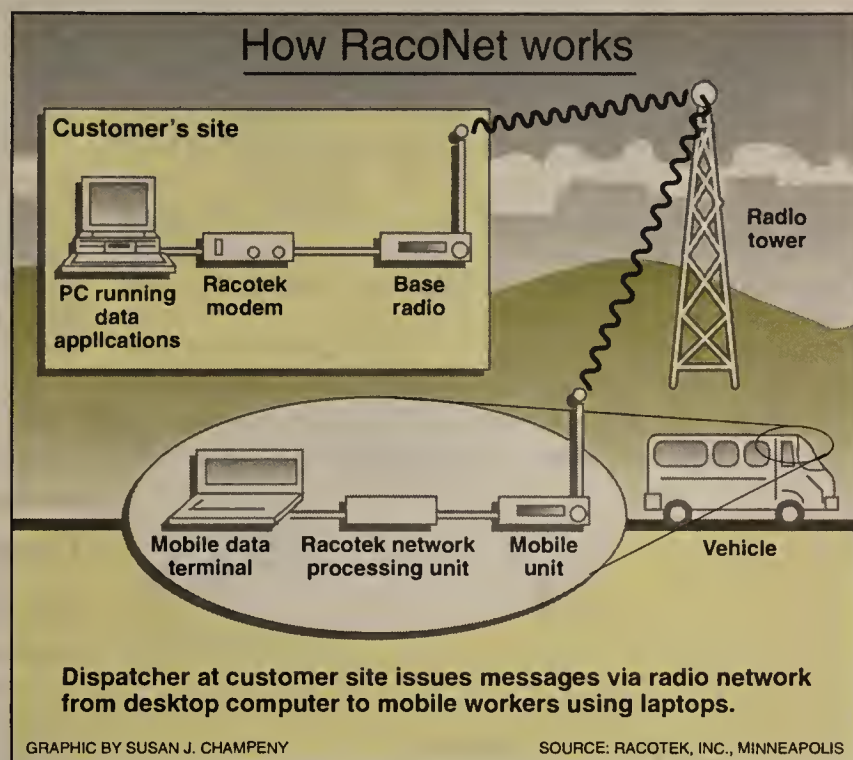 How RacoNet works
Customer's site
PC running
data
applications
Racotek
modem
Base
radio
Radio
tower
Mobile data
terminal
Racotek network
processing unit
Mobile
unit
Vehicle
Dispatcher at customer site issues messages via radio network
from desktop computer to mobile workers using laptops.
GRAPHIC BY SUSAN J. CHAMPENY
SOURCE: RACOTEK, INC., MINNEAPOLIS